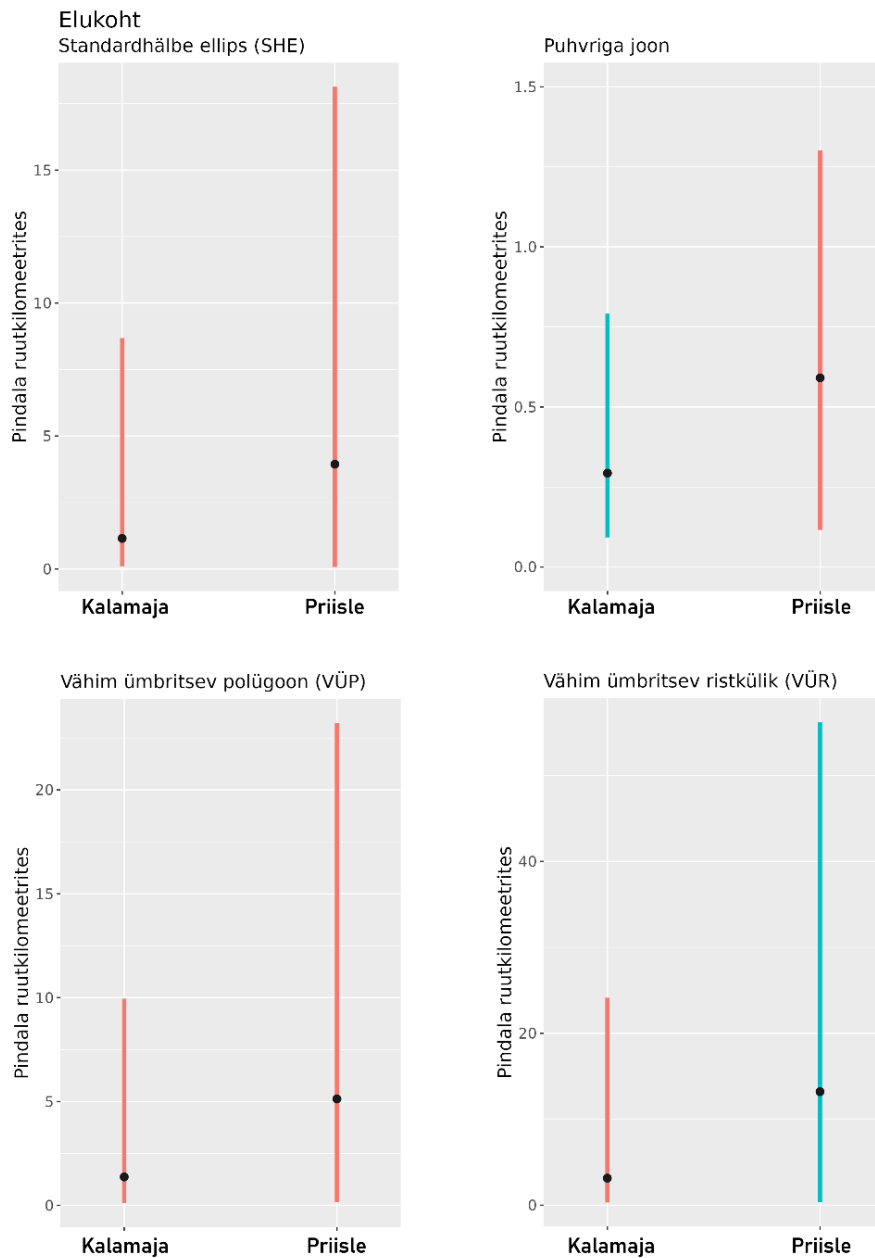 Elukoht
Standardhälbe ellips (SHE)
Pindala ruutkilomeetrites
15
10
5
0
Kalamaja Priisle
Puhvriga joon
Pindala ruutkilomeetrites
1.5
1.0
0.5
0.0
Kalamaja Priisle
Vähim ümbritsev polügoon (VÜP)
Pindala ruutkilomeetrites
20
15
10
5
0
Kalamaja Priisle
Vähim ümbritsev ristkülik (VÜR)
Pindala ruutkilomeetrites
40
20
0
Kalamaja Priisle